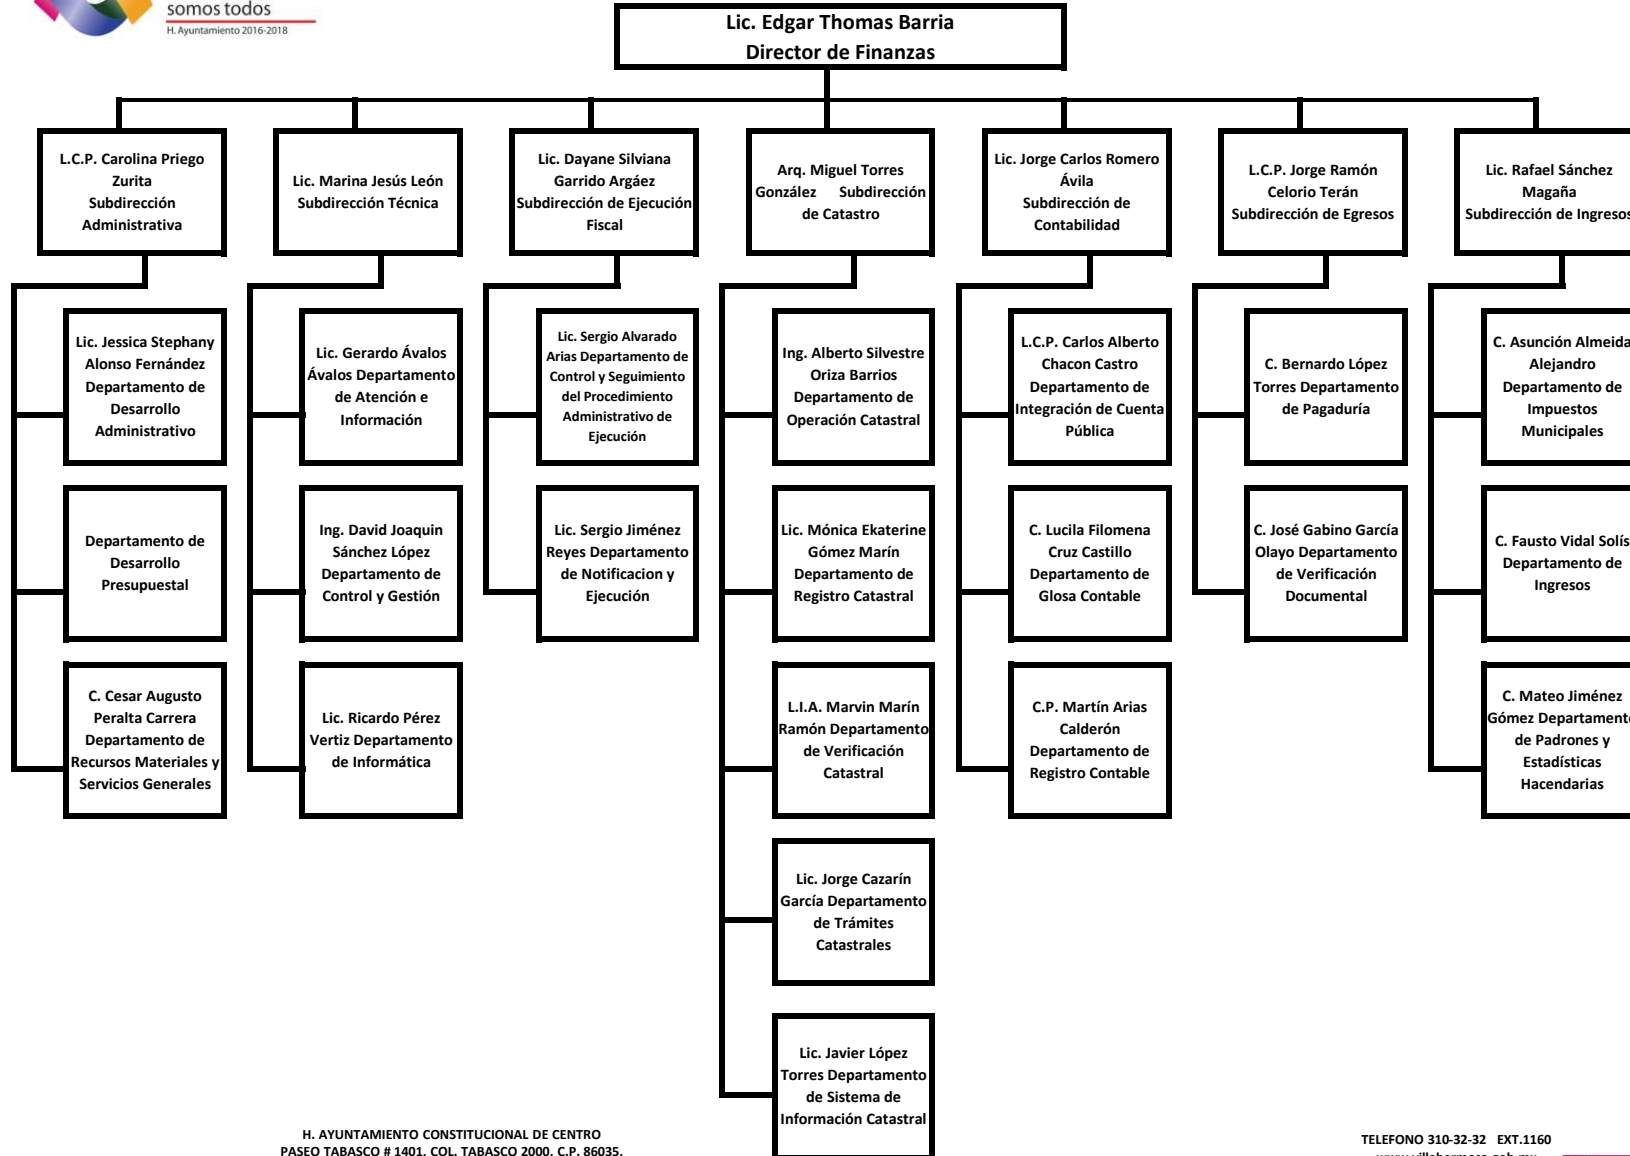 somos todos
H. Ayuntamiento 2016-2018
Lic. Edgar Thomas Barria
Director de Finanzas
L.C.P. Carolina Priego
Zurita
Subdirección
Administrativa
Lic. Marina Jesús León
Subdirección Técnica
Lic. Dayane Silviana
Garrido Argáez
Subdirección de Ejecución
Fiscal
Arq. Miguel Torres
González Subdirección
de Catastro
Lic. Jorge Carlos Romero
Ávila
Subdirección de
Contabilidad
L.C.P. Jorge Ramón
Celorio Terán
Subdirección de Egresos
Lic. Rafael Sánchez
Magaña
Subdirección de Ingresos
Lic. Jessica Stephany
Alonso Fernández
Departamento de
Desarrollo
Administrativo
Departamento de
Desarrollo
Presupuestal
C. Cesar Augusto
Peralta Carrera
Departamento de
Recursos Materiales y
Servicios Generales
Lic. Gerardo Ávalos
Ávalos Departamento
de Atención e
Información
Ing. David Joaquin
Sánchez López
Departamento de
Control y Gestión
Lic. Ricardo Pérez
Vertiz Departamento
de Informática
Lic. Sergio Alvarado
Arias Departamento de
Control y Seguimiento
del Procedimiento
Administrativo de
Ejecución
Lic. Sergio Jiménez
Reyes Departamento
de Notificacion y
Ejecución
Ing. Alberto Silvestre
Oriza Barrios
Departamento de
Operación Catastral
Lic. Mónica Ekaterine
Gómez Marín
Departamento de
Registro Catastral
L.I.A. Marvin Marín
Ramón Departamento
de Verificación
Catastral
Lic. Jorge Cazarín
García Departamento
de Trámites
Catastrales
Lic. Javier López
Torres Departamento
de Sistema de
Información Catastral
L.C.P. Carlos Alberto
Chacon Castro
Departamento de
Integración de Cuenta
Pública
C. Lucila Filomena
Cruz Castillo
Departamento de
Glosa Contable
C.P. Martín Arias
Calderón
Departamento de
Registro Contable
C. Bernardo López
Torres Departamento
de Pagaduría
C. José Gabino García
Olayo Departamento
de Verificación
Documental
C. Asunción Almeida
Alejandro
Departamento de
Impuestos
Municipales
C. Fausto Vidal Solís
Departamento de
Ingresos
C. Mateo Jiménez
Gómez Departamento
de Padrones y
Estadísticas
Hacendarias
H. AYUNTAMIENTO CONSTITUCIONAL DE CENTRO
PASEO TABASCO # 1401, COL. TABASCO 2000, C.P. 86035.
TELEFONO 310-32-32 EXT.1160